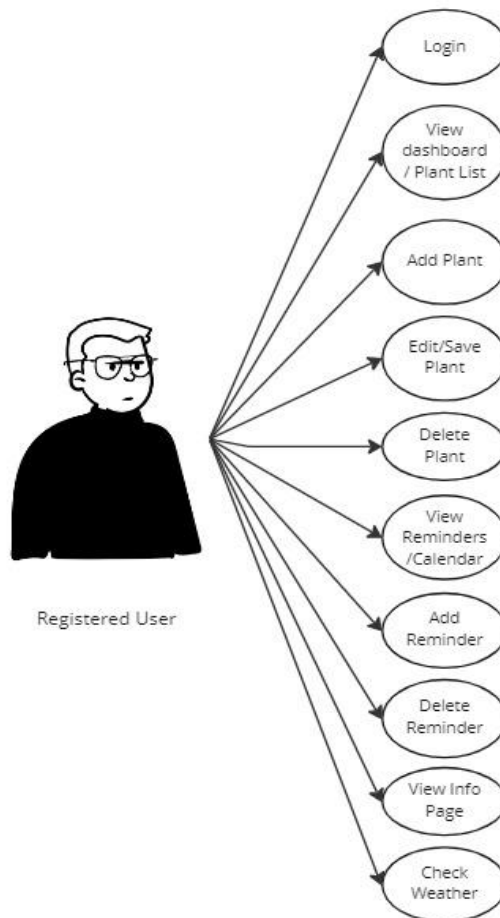 Login
View
dashboard
/ Plant List
Add Plant
Edit/Save
Plant
Delete
Plant
View
Reminders
/Calendar
Registered User
Add
Reminder
Delete
Reminder
View Info
Page
Check
Weather